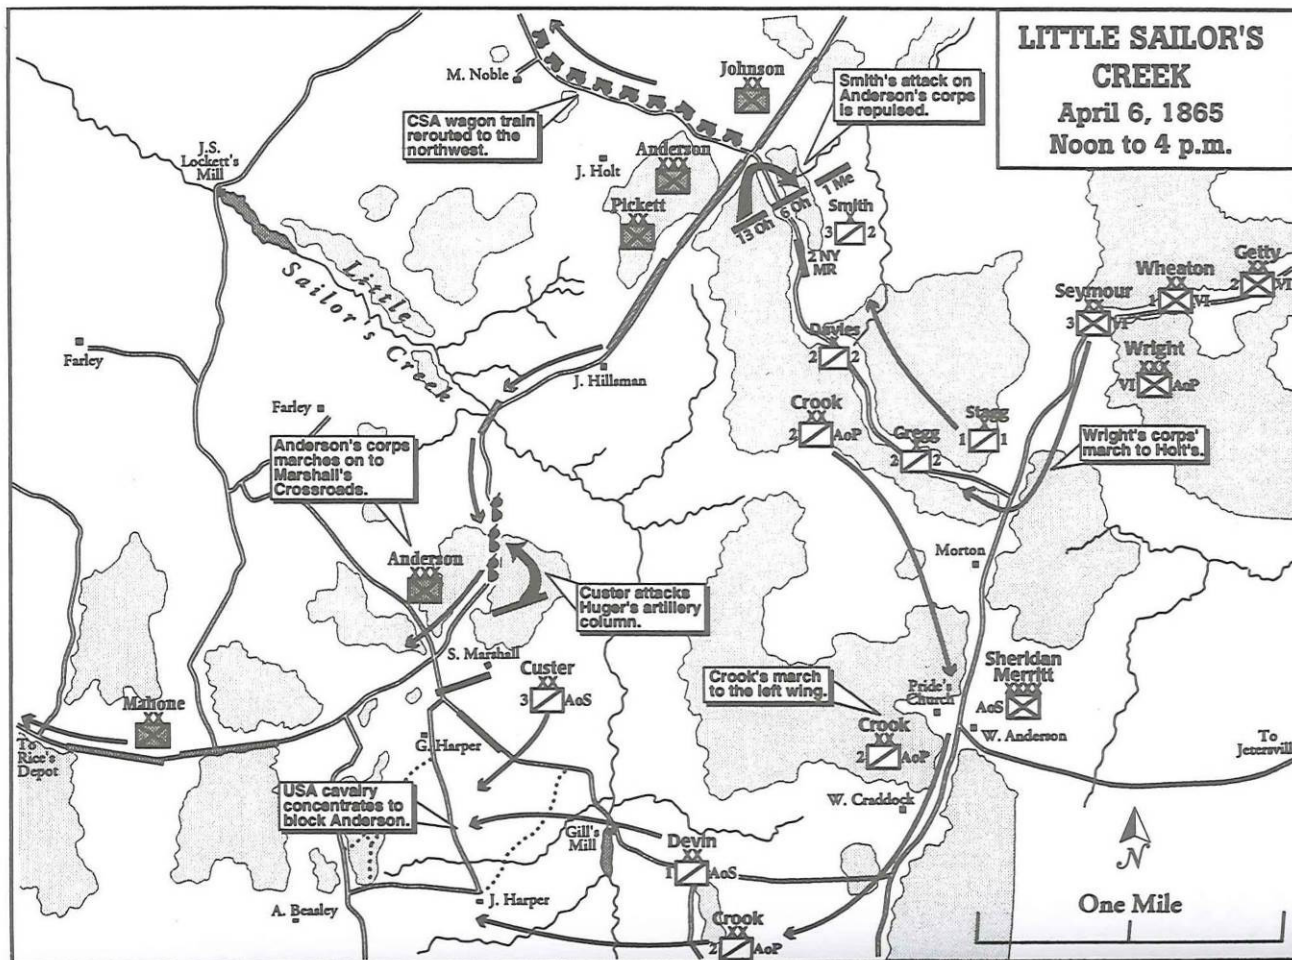 LITTLE SAILOR'S
CREEK
April 6, 1865
Noon to 4 p.m.
M. Noble
Johnson
Smith's attack on
Anderson's corps
is repulsed.
CSA wagon train
rerouted to the
northwest.
J.S.
Lockett's
Mill
J. Holt
Anderson
XXX
Pickett
XX
13 Oh
6 Oh
1 Me
Smith
X
3 2
2 NY
MR
Getty
XX
2 VI
Wheaton
XX
1 VI
Seymour
XX
3 VI
Wright
XXX
VI AoP
Little
Sailor's Creek
Farley
J. Hillsman
Davies
X
2 2
Crook
XX
2 AoP
Gregg
X
2 2
Stagg
X
1 1
Wright's corps'
march to Holt's.
Farley
Anderson's corps
marches on to
Marshall's
Crossroads.
Morton
Anderson
XXX
Custer attacks
Huger's artillery
column.
S. Marshall
Custer
XX
3 AoS
Crook's march
to the left wing.
Pride's
Church
Sheridan
Merritt
XXXX
AoS
W. Anderson
To
Jetersville
Mahone
XX
To
Rice's
Depot
G. Harper
Crook
XX
2 AoP
W. Craddock
USA cavalry
concentrates to
block Anderson.
Gill's
Mill
Devin
XX
1 AoS
J. Harper
A. Beasley
Crook
XX
2 AoP
N
One Mile